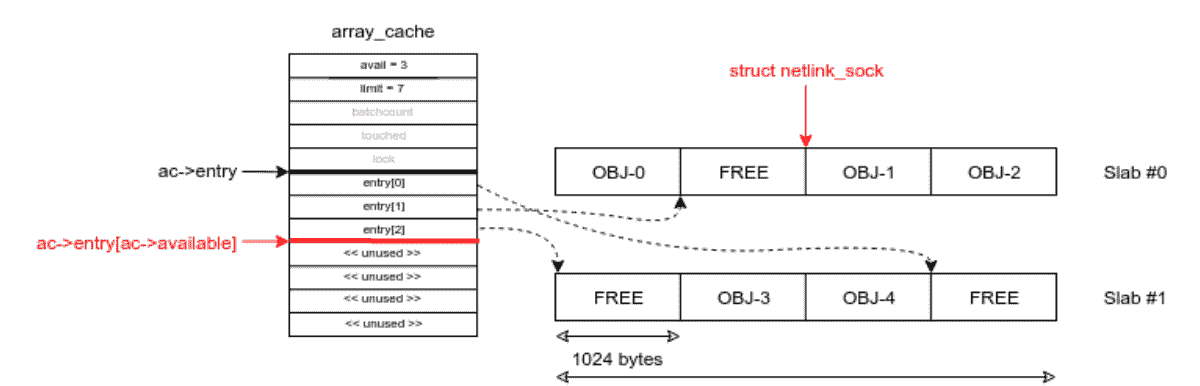 array_cache
avail = 3
limit = 7
batchcount
touched
lock
ac->entry
entry[0]
entry[1]
entry[2]
ac->entry[ac->available]
<< unused >>
<< unused >>
<< unused >>
<< unused >>
struct netlink_sock
OBJ-0 FREE OBJ-1 OBJ-2 Slab #0
FREE OBJ-3 OBJ-4 FREE Slab #1
1024 bytes